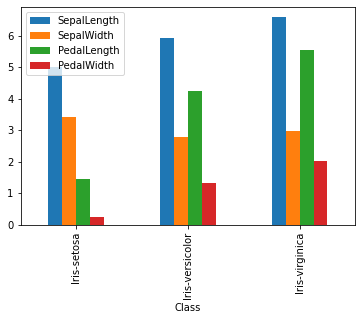 SepalLength
SepalWidth
PedalLength
PedalWidth
6
5
4
3
2
1
0
Iris-setosa
Iris-versicolor
Iris-virginica
Class